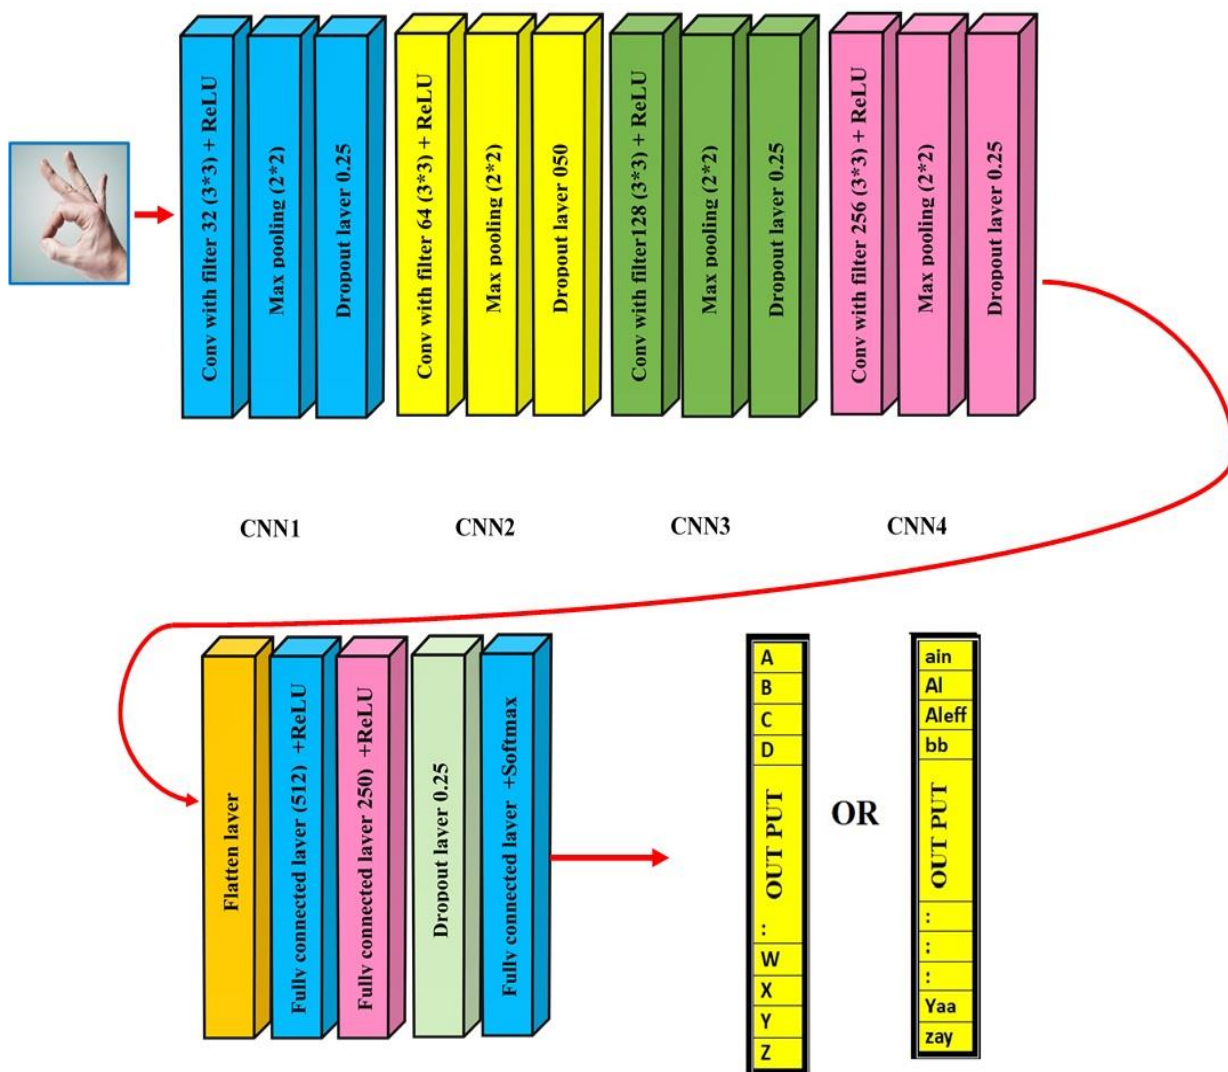 Conv with filter 32 (3*3) + ReLU
Max pooling (2*2)
Dropout layer 0.25
Conv with filter 64 (3*3) + ReLU
Max pooling (2*2)
Dropout layer 050
Conv with filter128 (3*3) + ReLU
Max pooling (2*2)
Dropout layer 0.25
Conv with filter 256 (3*3) + ReLU
Max pooling (2*2)
Dropout layer 0.25
CNN1
CNN2
CNN3
CNN4
Flatten layer
Fully connected layer (512) +ReLU
Fully connected layer 250) +ReLU
Dropout layer 0.25
Fully connected layer +Softmax
A
B
C
D
OUT PUT
:
W
X
Y
Z
OR
ain
Al
Aleff
bb
OUT PUT
:
:
:
Yaa
zay